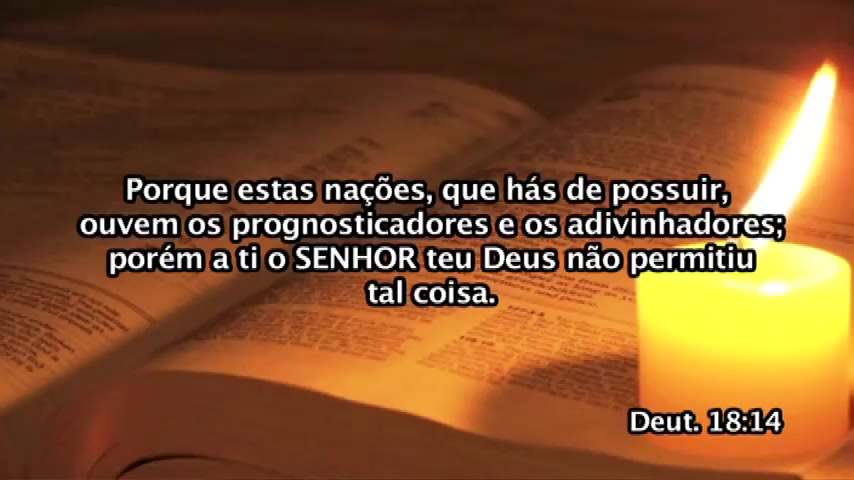 Porque estas nações, que hás de possuir,
ouvem os prognosticadores e os adivinhadores;
porém a ti o SENHOR teu Deus não permitiu
tal coisa.
Deut. 18:14